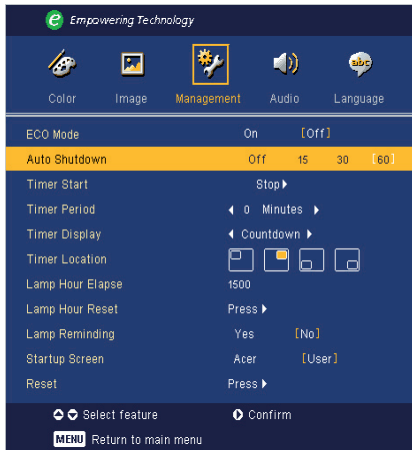 e Empowering Technology
abc
Color Image Management Audio Language
ECO Mode On [Off]
Auto Shutdown Off 15 30 [60]
Timer Start Stop
Timer Period 0 Minutes
Timer Display Countdown
Timer Location
Lamp Hour Elapse 1500
Lamp Hour Reset Press
Lamp Reminding Yes [No]
Startup Screen Acer [User]
Reset Press
Select feature Confirm
MENU Return to main menu